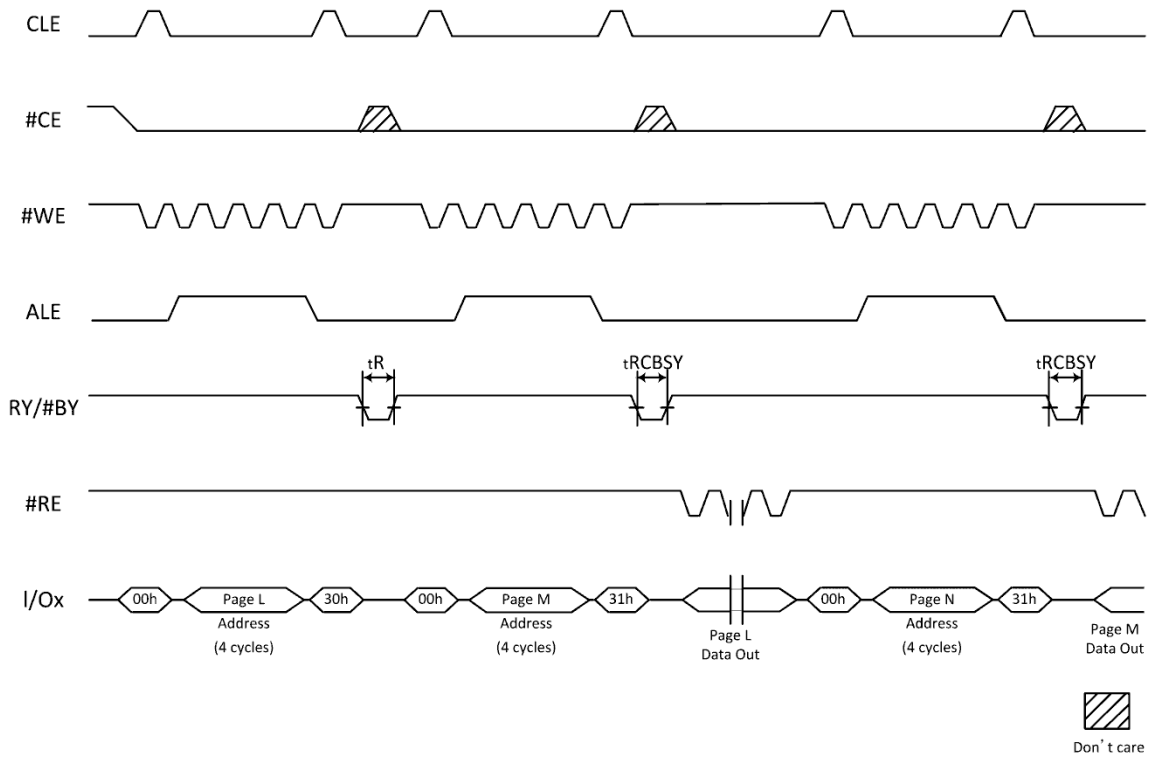 CLE
#CE
#WE
ALE
tR
tRCBSY
tRCBSY
RY/#BY
#RE
I/Ox
00h
Page L
30h
00h
Page M
31h
00h
Page N
31h
Address
(4 cycles)
Address
(4 cycles)
Page L
Data Out
Address
(4 cycles)
Page M
Data Out
Don't care